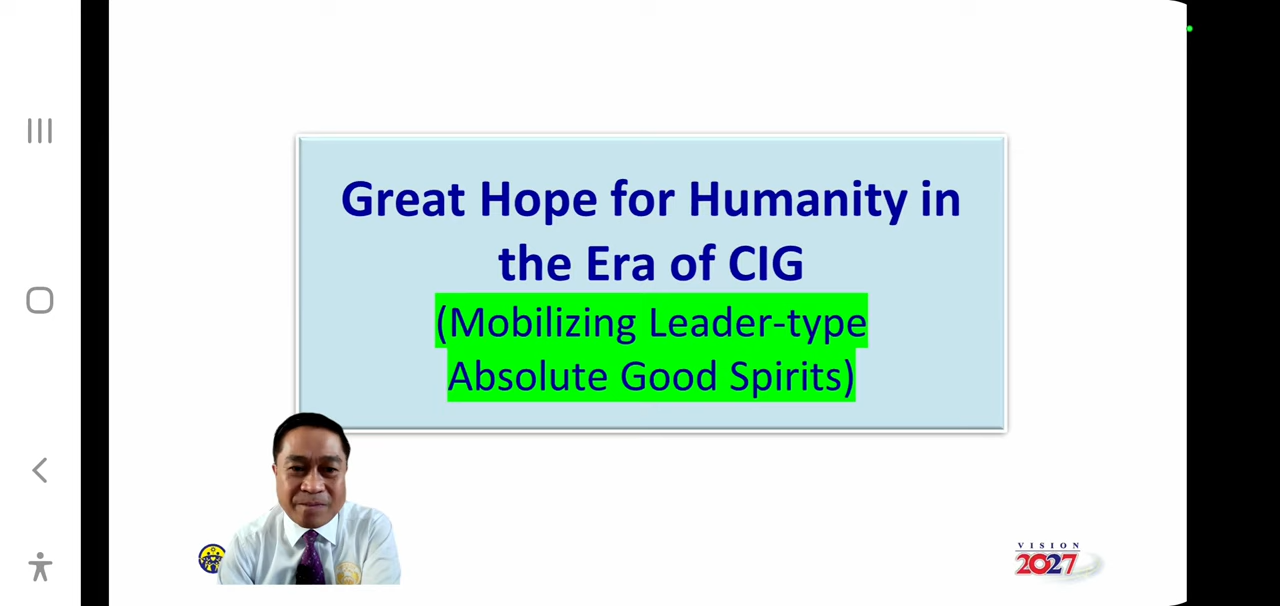 Great Hope for Humanity in
the Era of CIG
(Mobilizing Leader-type
Absolute Good Spirits)
VISION
2027